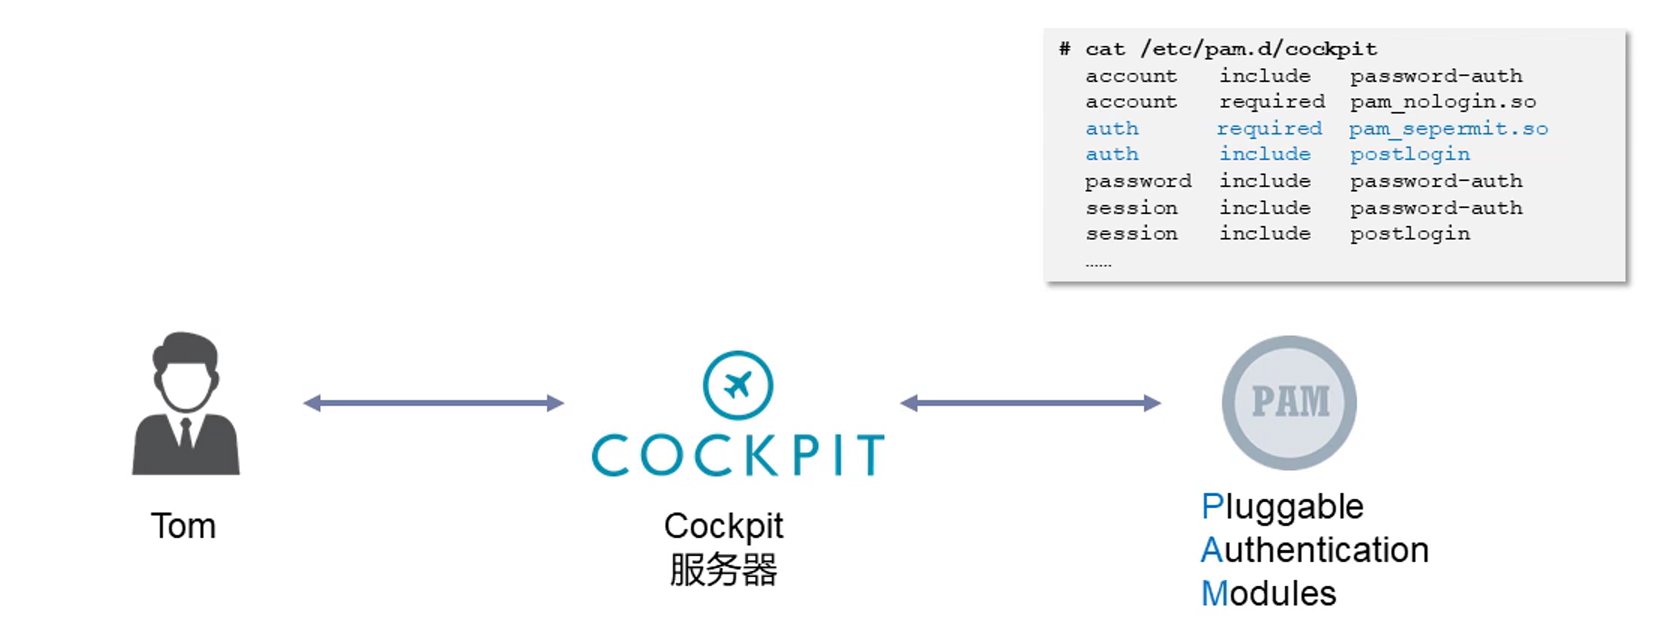 # cat /etc/pam.d/cockpit
account include password-auth
account required pam_nologin.so
auth required pam_sepermit.so
auth include postlogin
password include password-auth
session include password-auth
session include postlogin
……
PAM
COCKPIT
Tom
Cockpit
服务器
Pluggable
Authentication
Modules